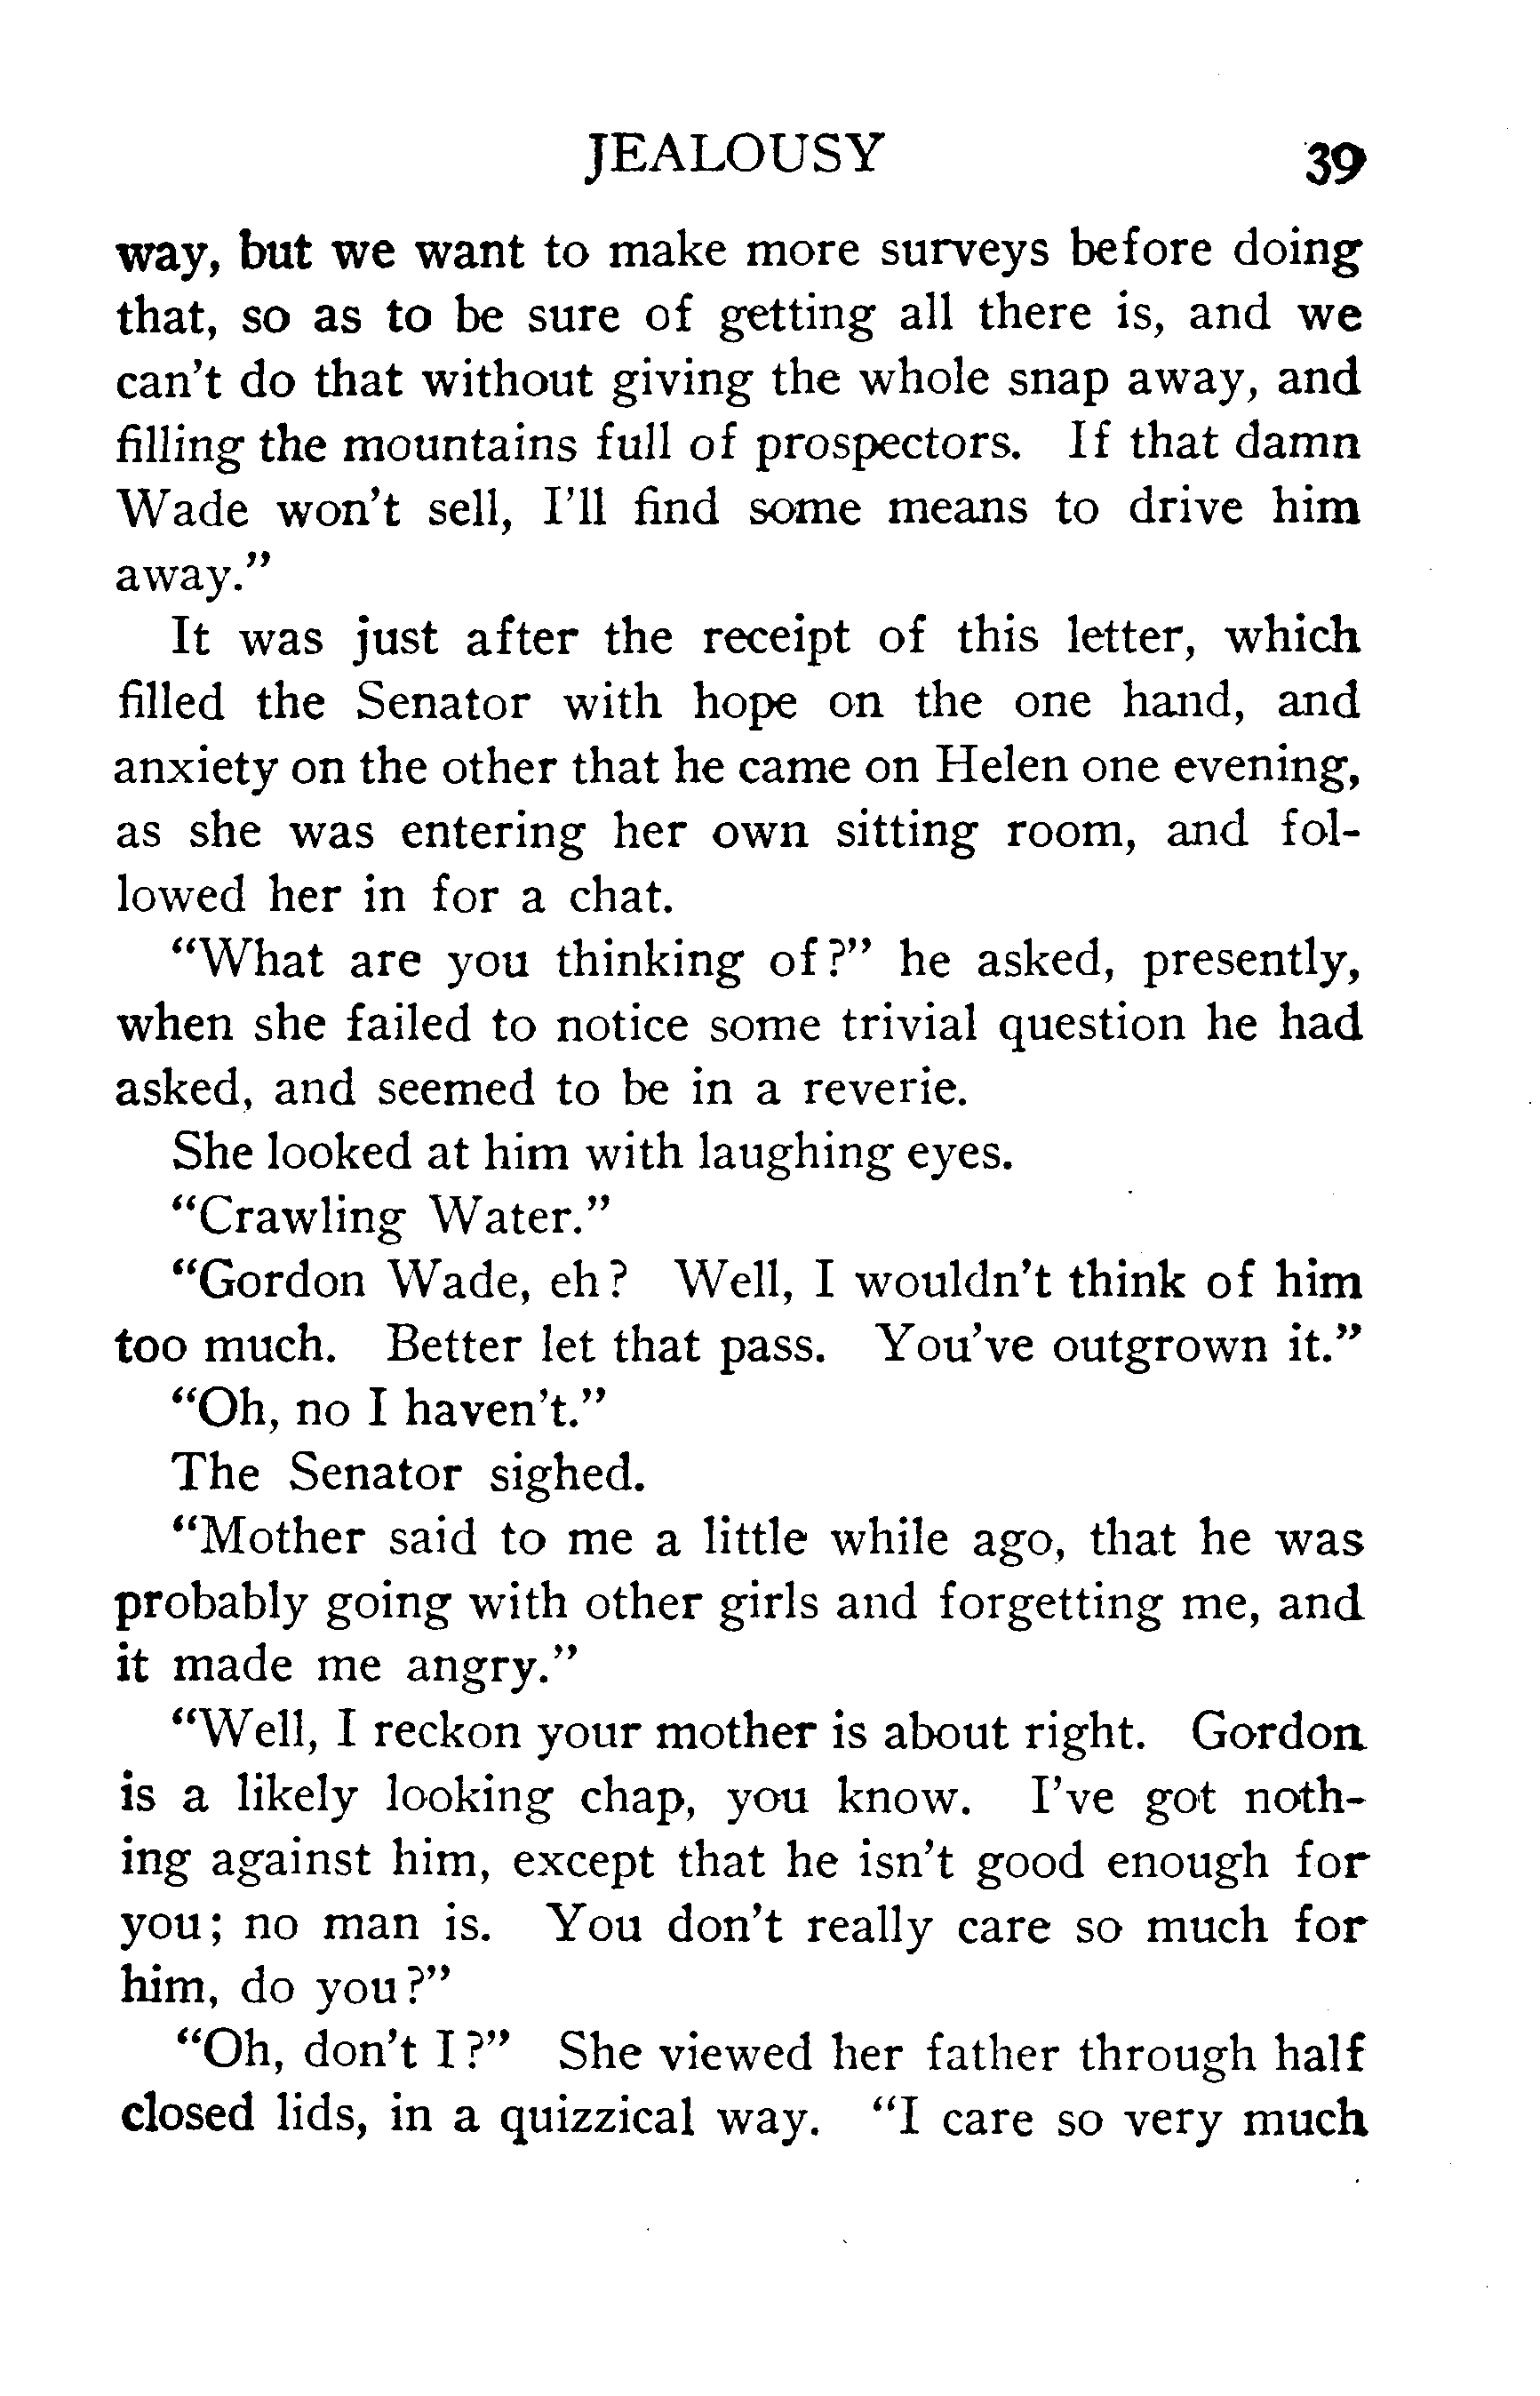 JEALOUSY 39
way, but we want to make more surveys before doing
that, so as to be sure of getting all there is, and we
can't do that without giving the whole snap away, and
filling the mountains full of prospectors. If that damn
Wade won't sell, I'll find some means to drive him
away."
It was just after the receipt of this letter, which
filled the Senator with hope on the one hand, and
anxiety on the other that he came on Helen one evening,
as she was entering her own sitting room, and fol-
lowed her in for a chat.
"What are you thinking of?" he asked, presently,
when she failed to notice some trivial question he had
asked, and seemed to be in a reverie.
She looked at him with laughing eyes.
"Crawling Water."
"Gordon Wade, eh? Well, I wouldn't think of him
too much. Better let that pass. You've outgrown it."
"Oh, no I haven't."
The Senator sighed.
"Mother said to me a little while ago, that he was
probably going with other girls and forgetting me, and
it made me angry."
"Well, I reckon your mother is about right. Gordon
is a likely looking chap, you know. I've got noth-
ing against him, except that he isn't good enough for
you; no man is. You don't really care so much for
him, do you?"
"Oh, don't I?" She viewed her father through half
closed lids, in a quizzical way. "I care so very much